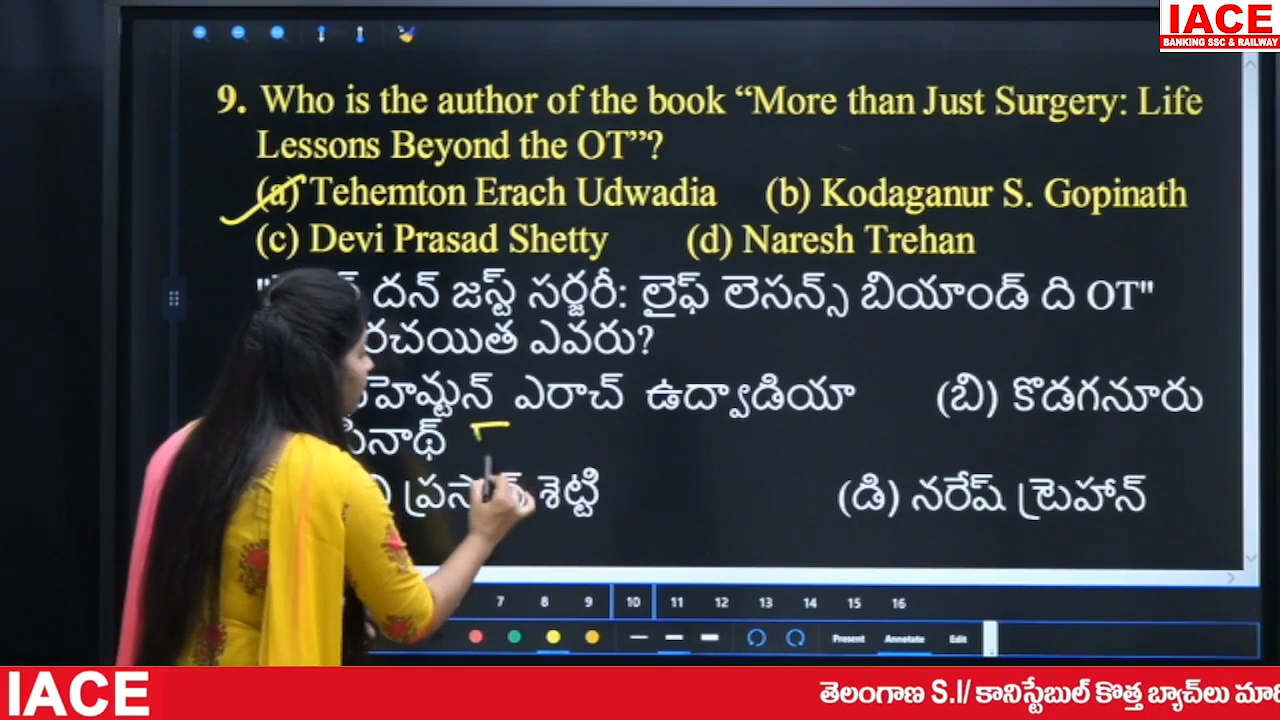 IACE
BANKING SSC & RAILWAY
9. Who is the author of the book “More than Just Surgery: Life
Lessons Beyond the OT”?
(a) Tehemton Erach Udwadia (b) Kodaganur S. Gopinath
(c) Devi Prasad Shetty (d) Naresh Trehan
దన్ జస్ట్ సర్జరీ: లైఫ్ లెసన్స్ బియాండ్ ది OT"
రచయిత ఎవరు?
ఎరాచ్ ఉద్వాడియా (బి) కొడగనూరు
శెట్టి (డి) నరేష్ ట్రెహాన్
7 8 9 10 11 12 13 14 15 16
Present Annotate Edit
IACE తెలంగాణ S.I/ కానిస్టేబుల్ కొత్త బ్యాచ్‌లు